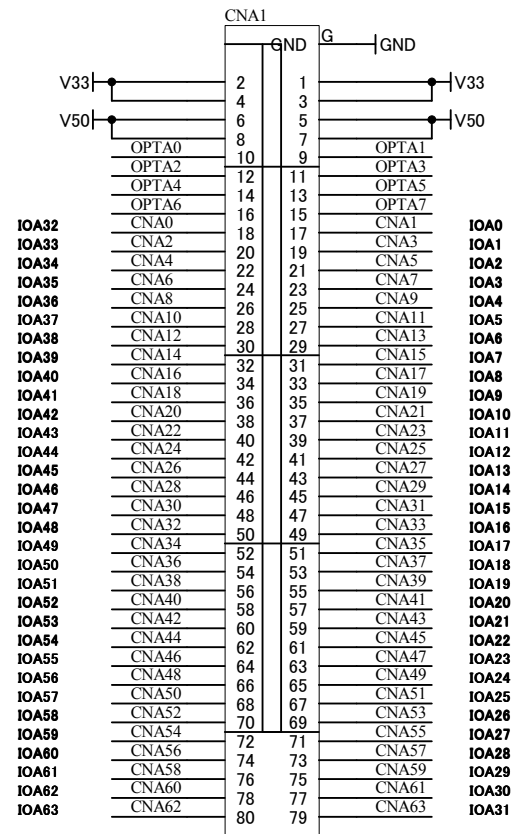 CNA1
GND G GND
V33 2 1 V33
4 3
V50 6 5 V50
8 7
OPTA0 10 9 OPTA1
OPTA2 12 11 OPTA3
OPTA4 14 13 OPTA5
OPTA6 16 15 OPTA7
IOA32 CNA0 18 17 CNA1 IOA0
IOA33 CNA2 20 19 CNA3 IOA1
IOA34 CNA4 22 21 CNA5 IOA2
IOA35 CNA6 24 23 CNA7 IOA3
IOA36 CNA8 26 25 CNA9 IOA4
IOA37 CNA10 28 27 CNA11 IOA5
IOA38 CNA12 30 29 CNA13 IOA6
IOA39 CNA14 32 31 CNA15 IOA7
IOA40 CNA16 34 33 CNA17 IOA8
IOA41 CNA18 36 35 CNA19 IOA9
IOA42 CNA20 38 37 CNA21 IOA10
IOA43 CNA22 40 39 CNA23 IOA11
IOA44 CNA24 42 41 CNA25 IOA12
IOA45 CNA26 44 43 CNA27 IOA13
IOA46 CNA28 46 45 CNA29 IOA14
IOA47 CNA30 48 47 CNA31 IOA15
IOA48 CNA32 50 49 CNA33 IOA16
IOA49 CNA34 52 51 CNA35 IOA17
IOA50 CNA36 54 53 CNA37 IOA18
IOA51 CNA38 56 55 CNA39 IOA19
IOA52 CNA40 58 57 CNA41 IOA20
IOA53 CNA42 60 59 CNA43 IOA21
IOA54 CNA44 62 61 CNA45 IOA22
IOA55 CNA46 64 63 CNA47 IOA23
IOA56 CNA48 66 65 CNA49 IOA24
IOA57 CNA50 68 67 CNA51 IOA25
IOA58 CNA52 70 69 CNA53 IOA26
IOA59 CNA54 72 71 CNA55 IOA27
IOA60 CNA56 74 73 CNA57 IOA28
IOA61 CNA58 76 75 CNA59 IOA29
IOA62 CNA60 78 77 CNA61 IOA30
IOA63 CNA62 80 79 CNA63 IOA31